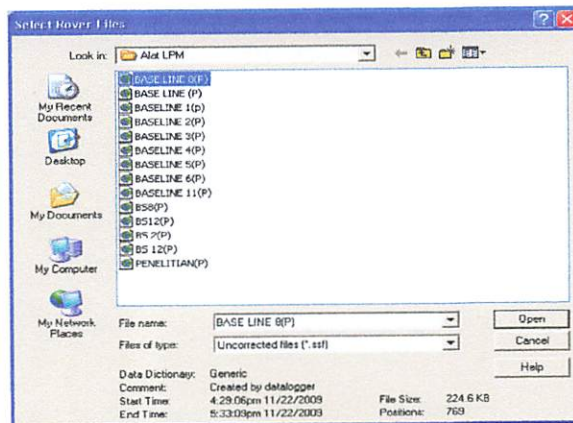 Select Rover Files
Look in: Alat LPM
My Recent Documents
Desktop
My Documents
My Computer
My Network Places
BASE LINE 0(P)
BASE LINE (P)
BASELINE 1(p)
BASELINE 2(P)
BASELINE 3(P)
BASELINE 4(P)
BASELINE 5(P)
BASELINE 6(P)
BASELINE 11(P)
BS8(P)
BS12(P)
BS 2(P)
BS 12(P)
PENELITIAN(P)
File name: BASE LINE 0(P) Open
Files of type: Uncorrected files (*.ssf) Cancel
Help
Data Dictionary: Generic
Comment: Created by datalogger
Start Time: 4:29:06pm 11/22/2009 File Size: 224.6 KB
End Time: 5:33:09pm 11/22/2009 Positions: 769